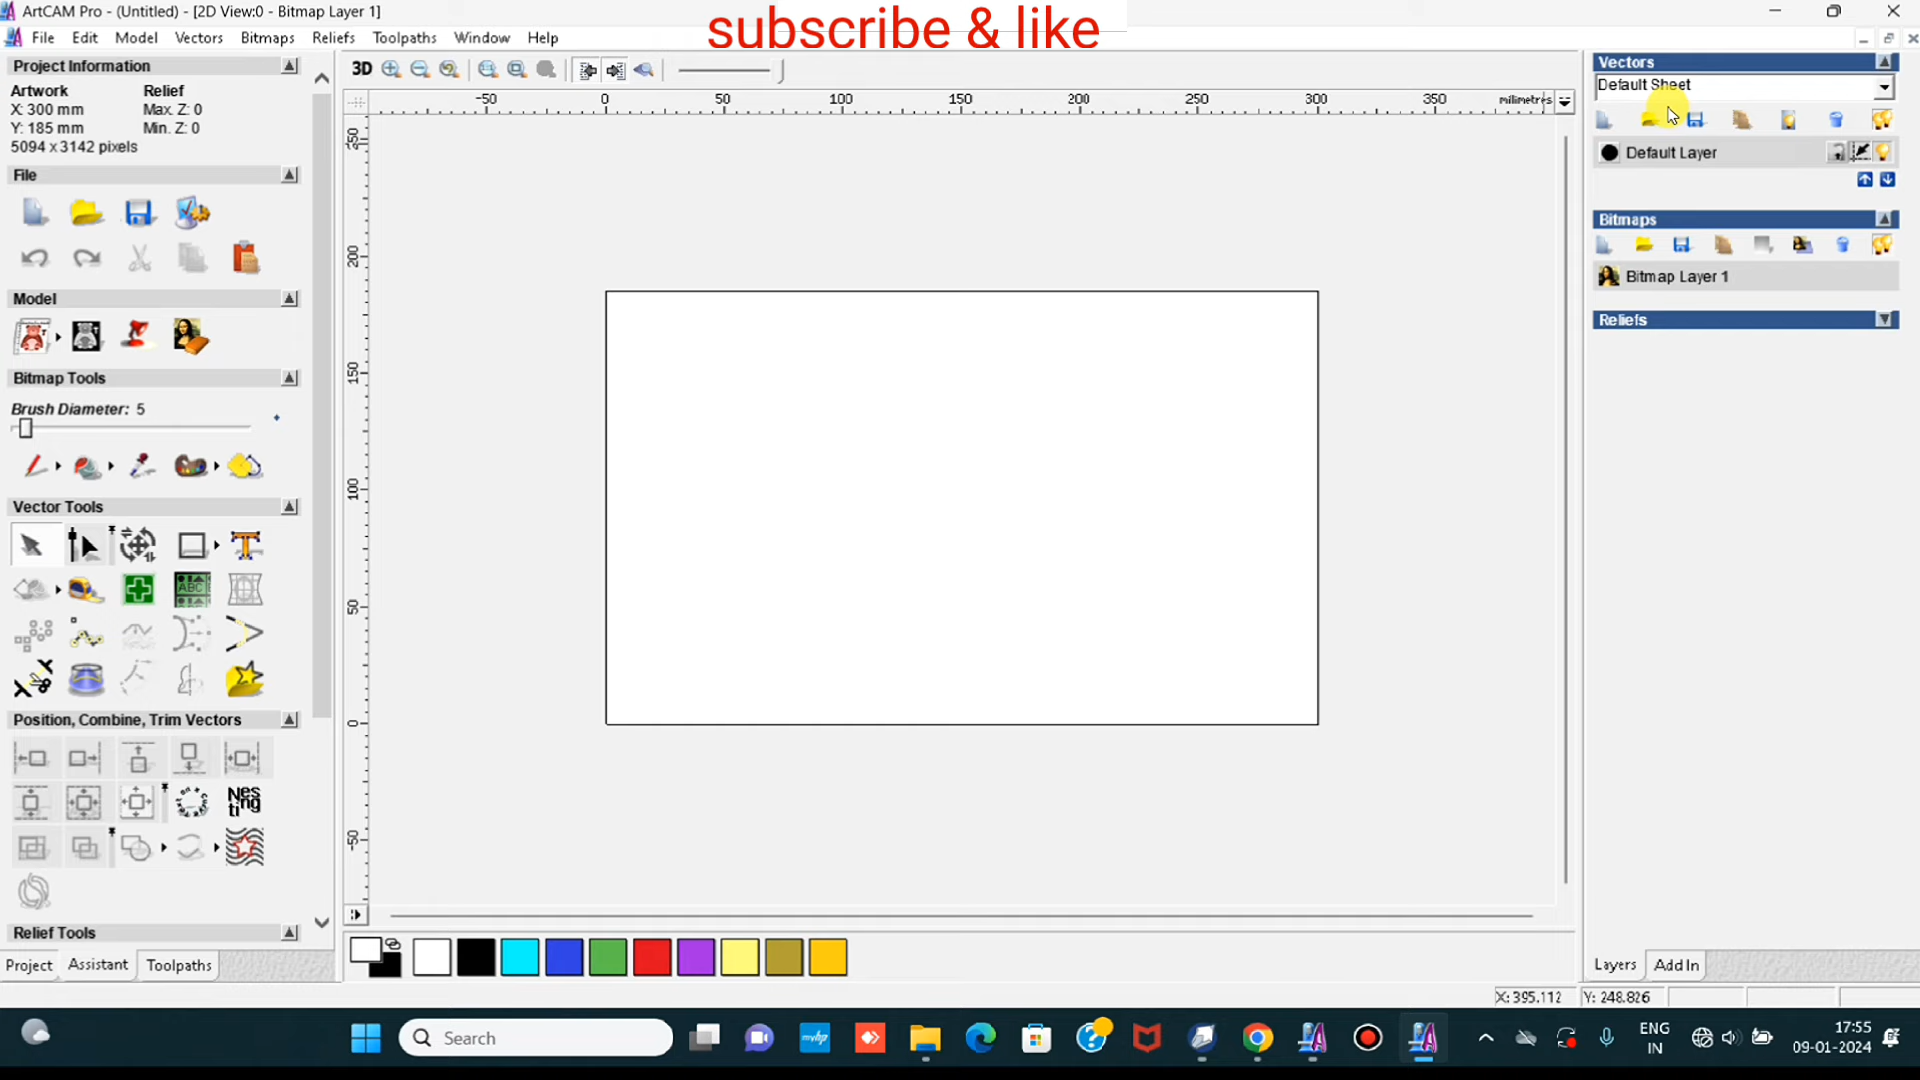 ArtCAM Pro - (Untitled) - [2D View:0 - Bitmap Layer 1]
subscribe & like
File Edit Model Vectors Bitmaps Reliefs Toolpaths Window Help
Project Information
Artwork Relief
X: 300 mm Max. Z: 0
Y: 185 mm Min. Z: 0
5094 x 3142 pixels
File
Model
Bitmap Tools
Brush Diameter: 5
Vector Tools
ABC
Position, Combine, Trim Vectors
Nes
ting
Relief Tools
Project Assistant Toolpaths
3D
-50 0 50 100 150 200 250 300 350 milimetres
250
200
150
100
50
0
-50
Vectors
Default Sheet
Default Layer
Bitmaps
Bitmap Layer 1
Reliefs
Layers Add In
X: 395.112 Y: 248.826
Search
myhp
ENG
IN
17:55
09-01-2024